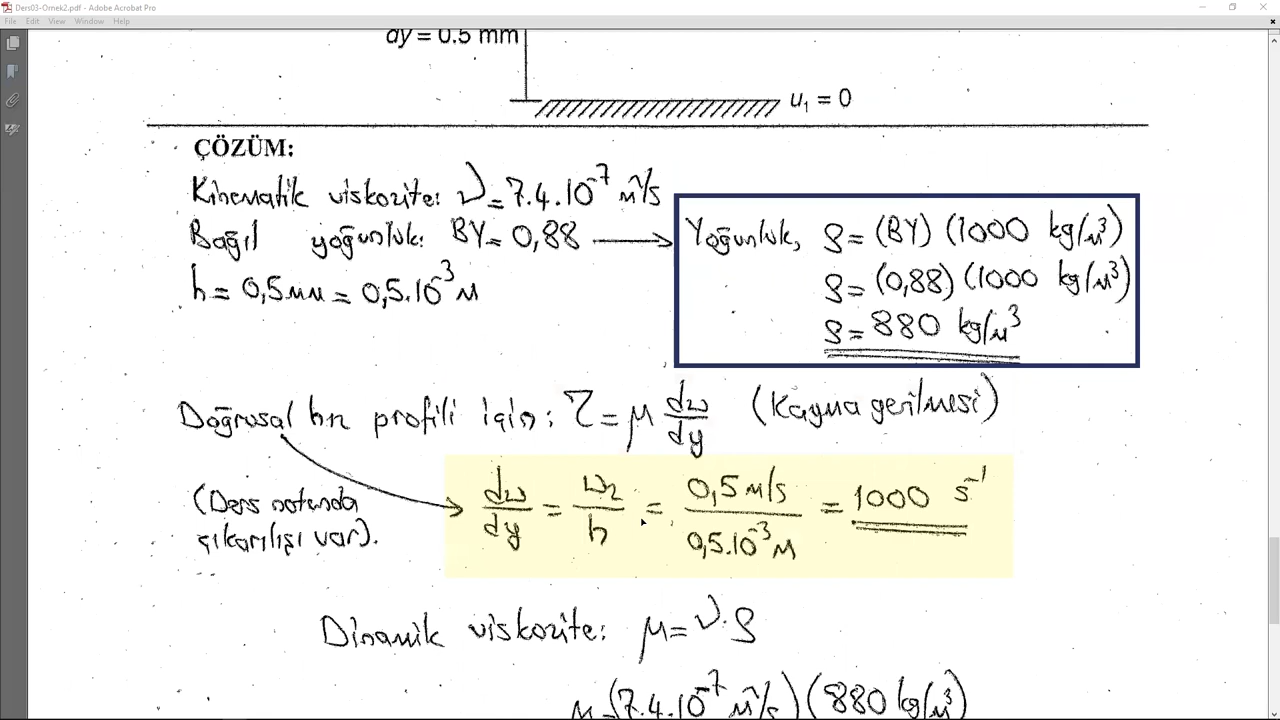 Ders03-Ornek2.pdf - Adobe Acrobat Pro
File Edit View Window Help
dy = 0.5 mm
u₁ = 0
ÇÖZÜM:
Kinematik viskozite: ν = 7.4.10⁻⁷ m²/s
Bağıl yoğunluk: BY = 0,88
h = 0,5 mm = 0,5.10⁻³ m
Yoğunluk, ρ = (BY) (1000 kg/m³)
ρ = (0,88) (1000 kg/m³)
ρ = 880 kg/m³
Doğrusal hız profili için: τ = μ du/dy (Kayma gerilmesi)
(Ders notunda çıkarılışı var).
du/dy = u₂/h = 0,5 m/s / 0,5.10⁻³ m = 1000 s⁻¹
Dinamik viskozite: μ = ν.ρ
μ = (7.4.10⁻⁷ m²/s) (880 kg/m³)